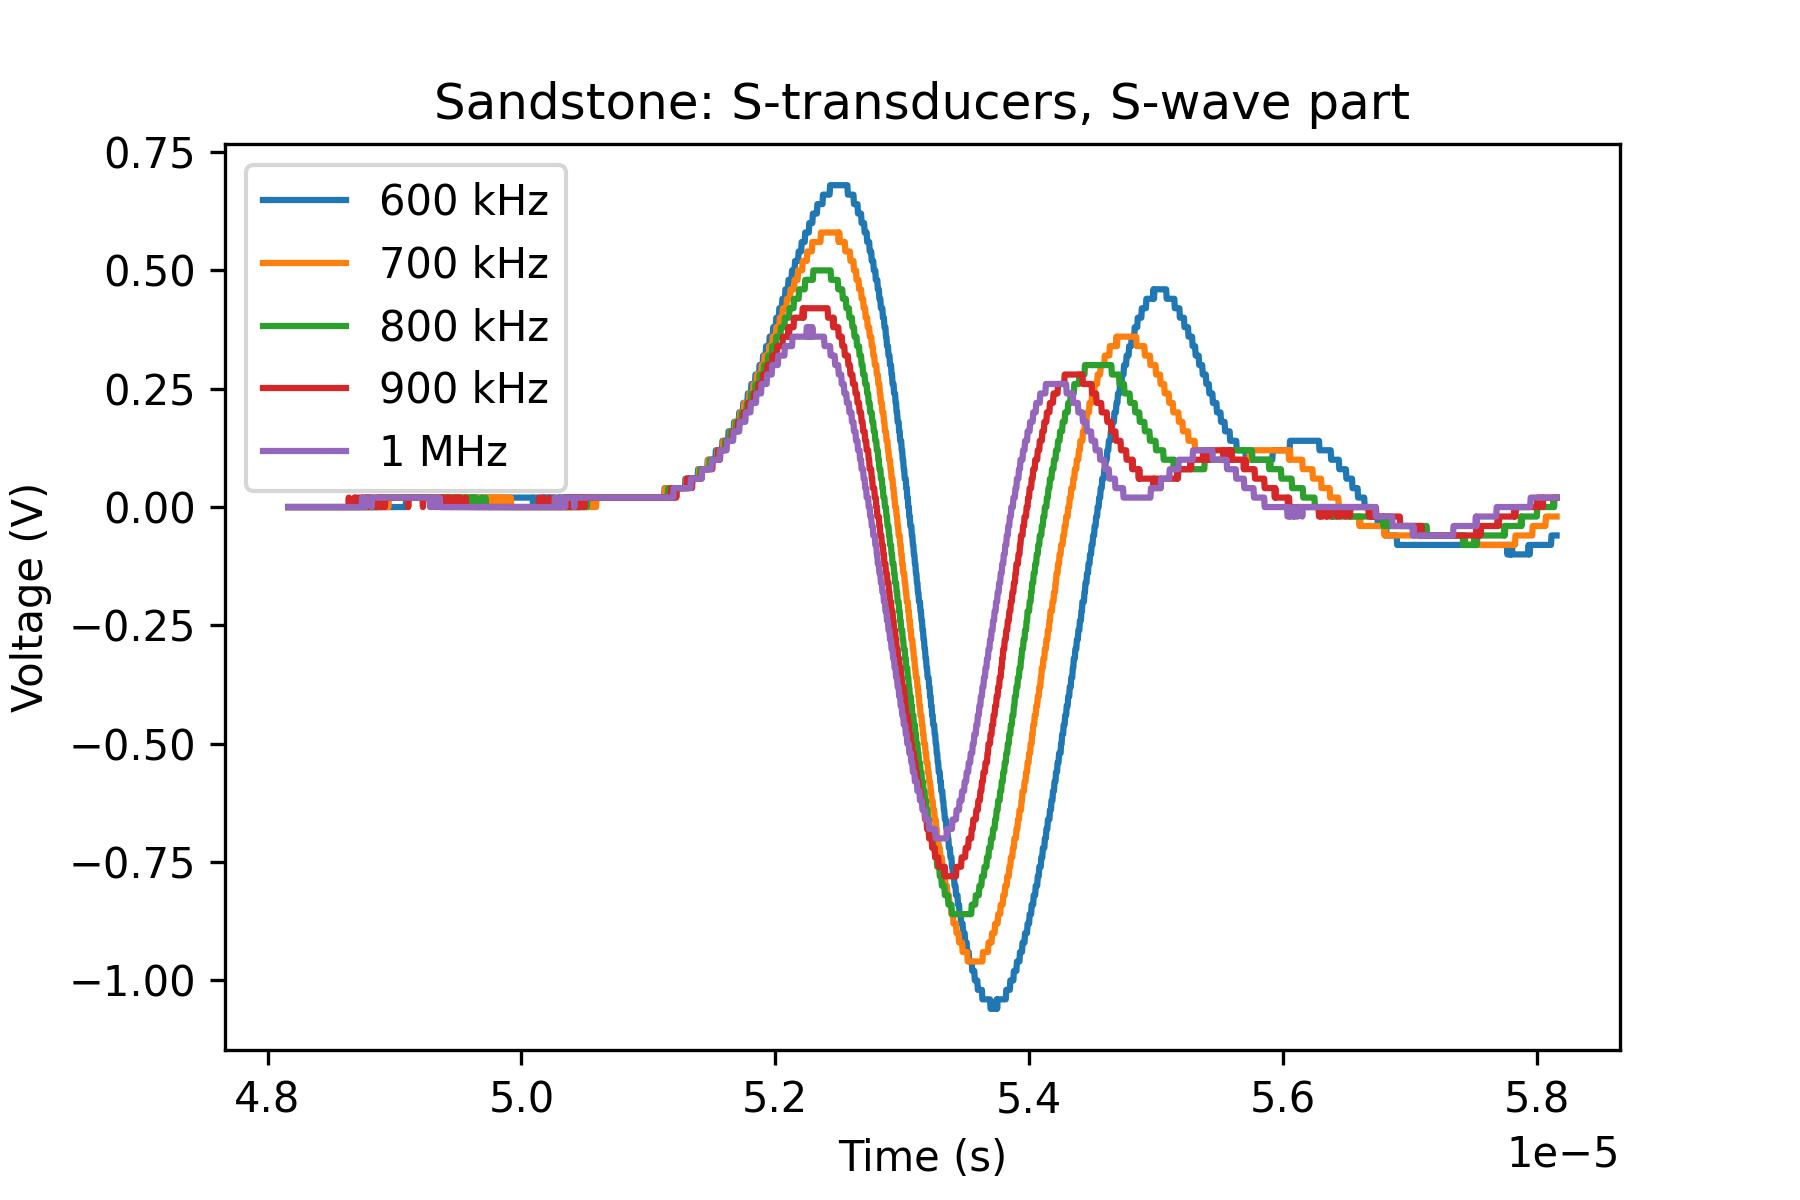 Sandstone: S-transducers, S-wave part
0.75
0.50
0.25
0.00
−0.25
−0.50
−0.75
−1.00
Voltage (V)
600 kHz
700 kHz
800 kHz
900 kHz
1 MHz
4.8 5.0 5.2 5.4 5.6 5.8
Time (s)
1e−5